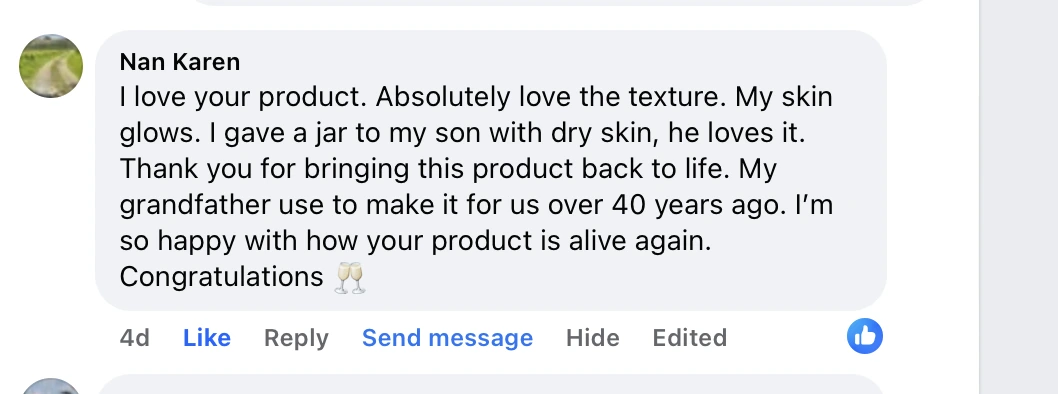 Nan Karen
I love your product. Absolutely love the texture. My skin
glows. I gave a jar to my son with dry skin, he loves it.
Thank you for bringing this product back to life. My
grandfather use to make it for us over 40 years ago. I’m
so happy with how your product is alive again.
Congratulations 🥂
4d Like Reply Send message Hide Edited